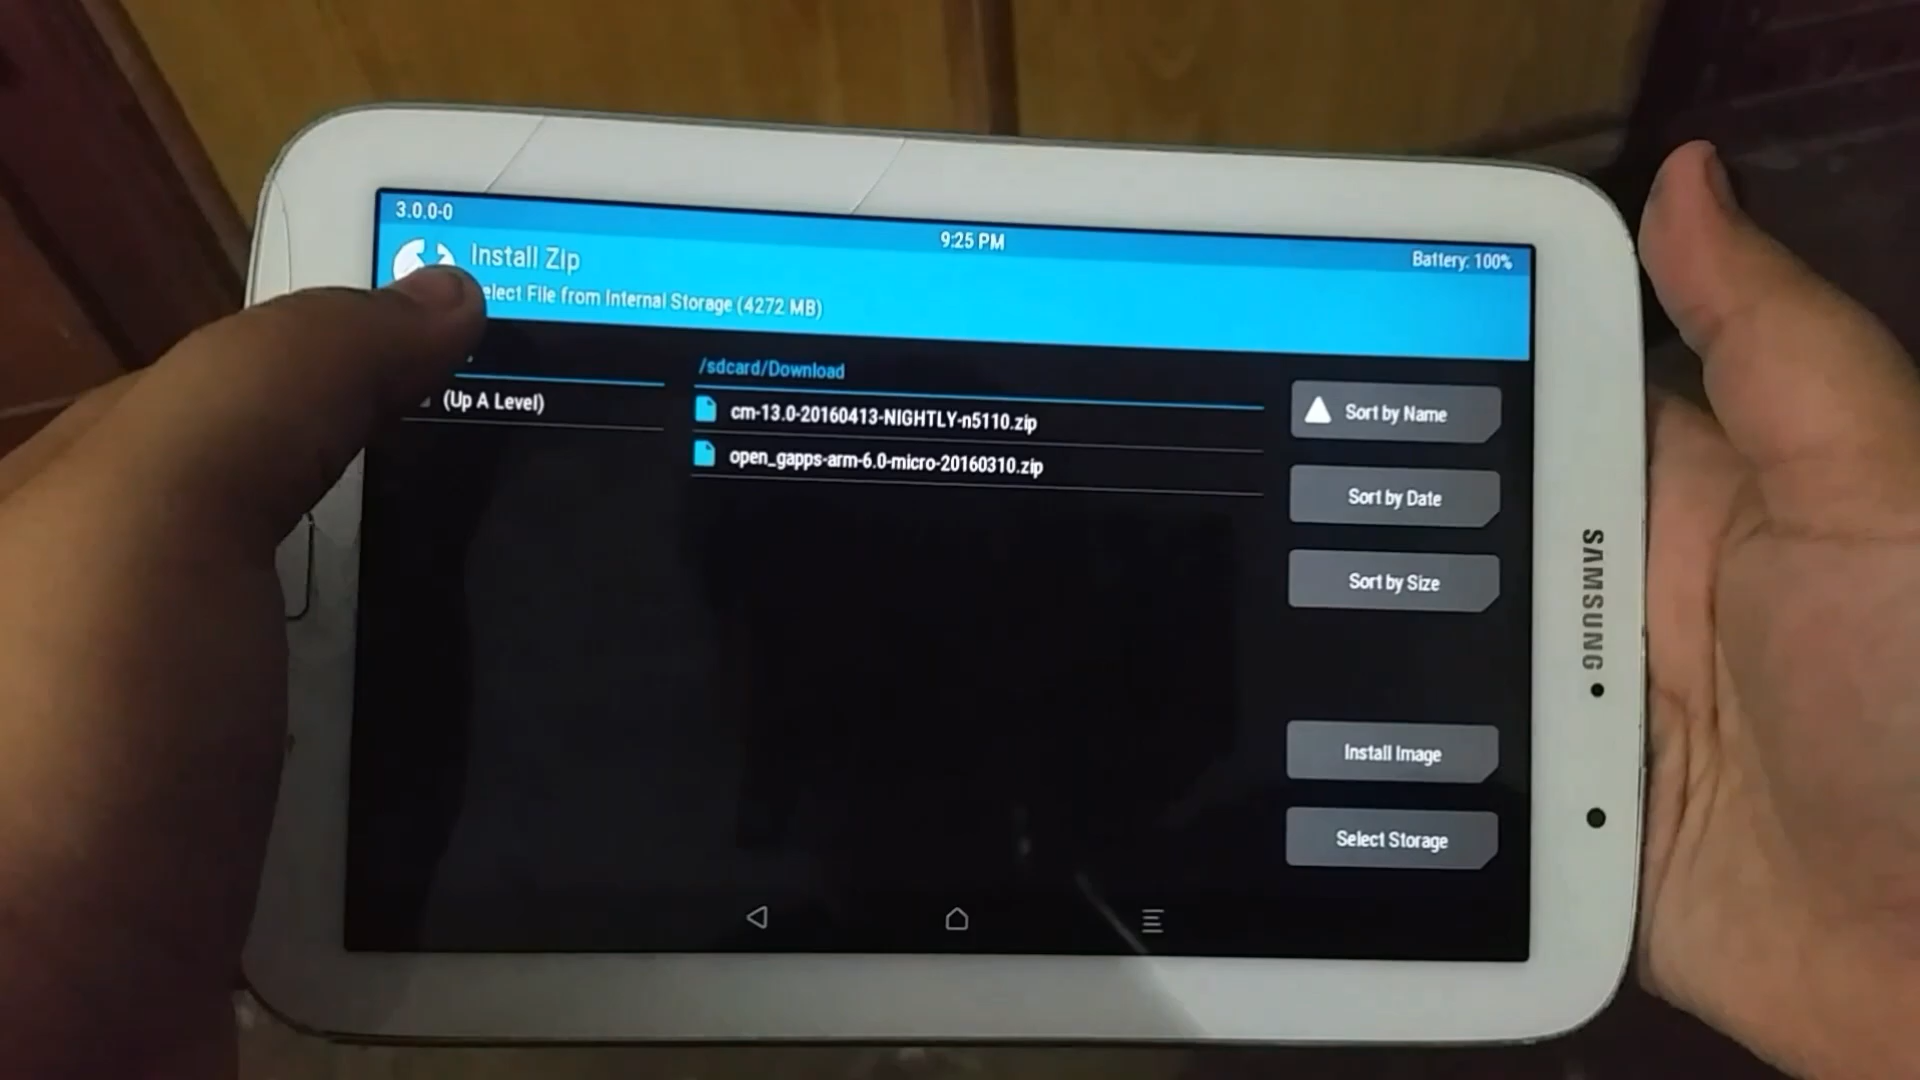 3.0.0-0
9:25 PM
Battery: 100%
Install Zip
elect File from Internal Storage (4272 MB)
/sdcard/Download
(Up A Level)
cm-13.0-20160413-NIGHTLY-n5110.zip
open_gapps-arm-6.0-micro-20160310.zip
Sort by Name
Sort by Date
Sort by Size
Install Image
Select Storage
SAMSUNG